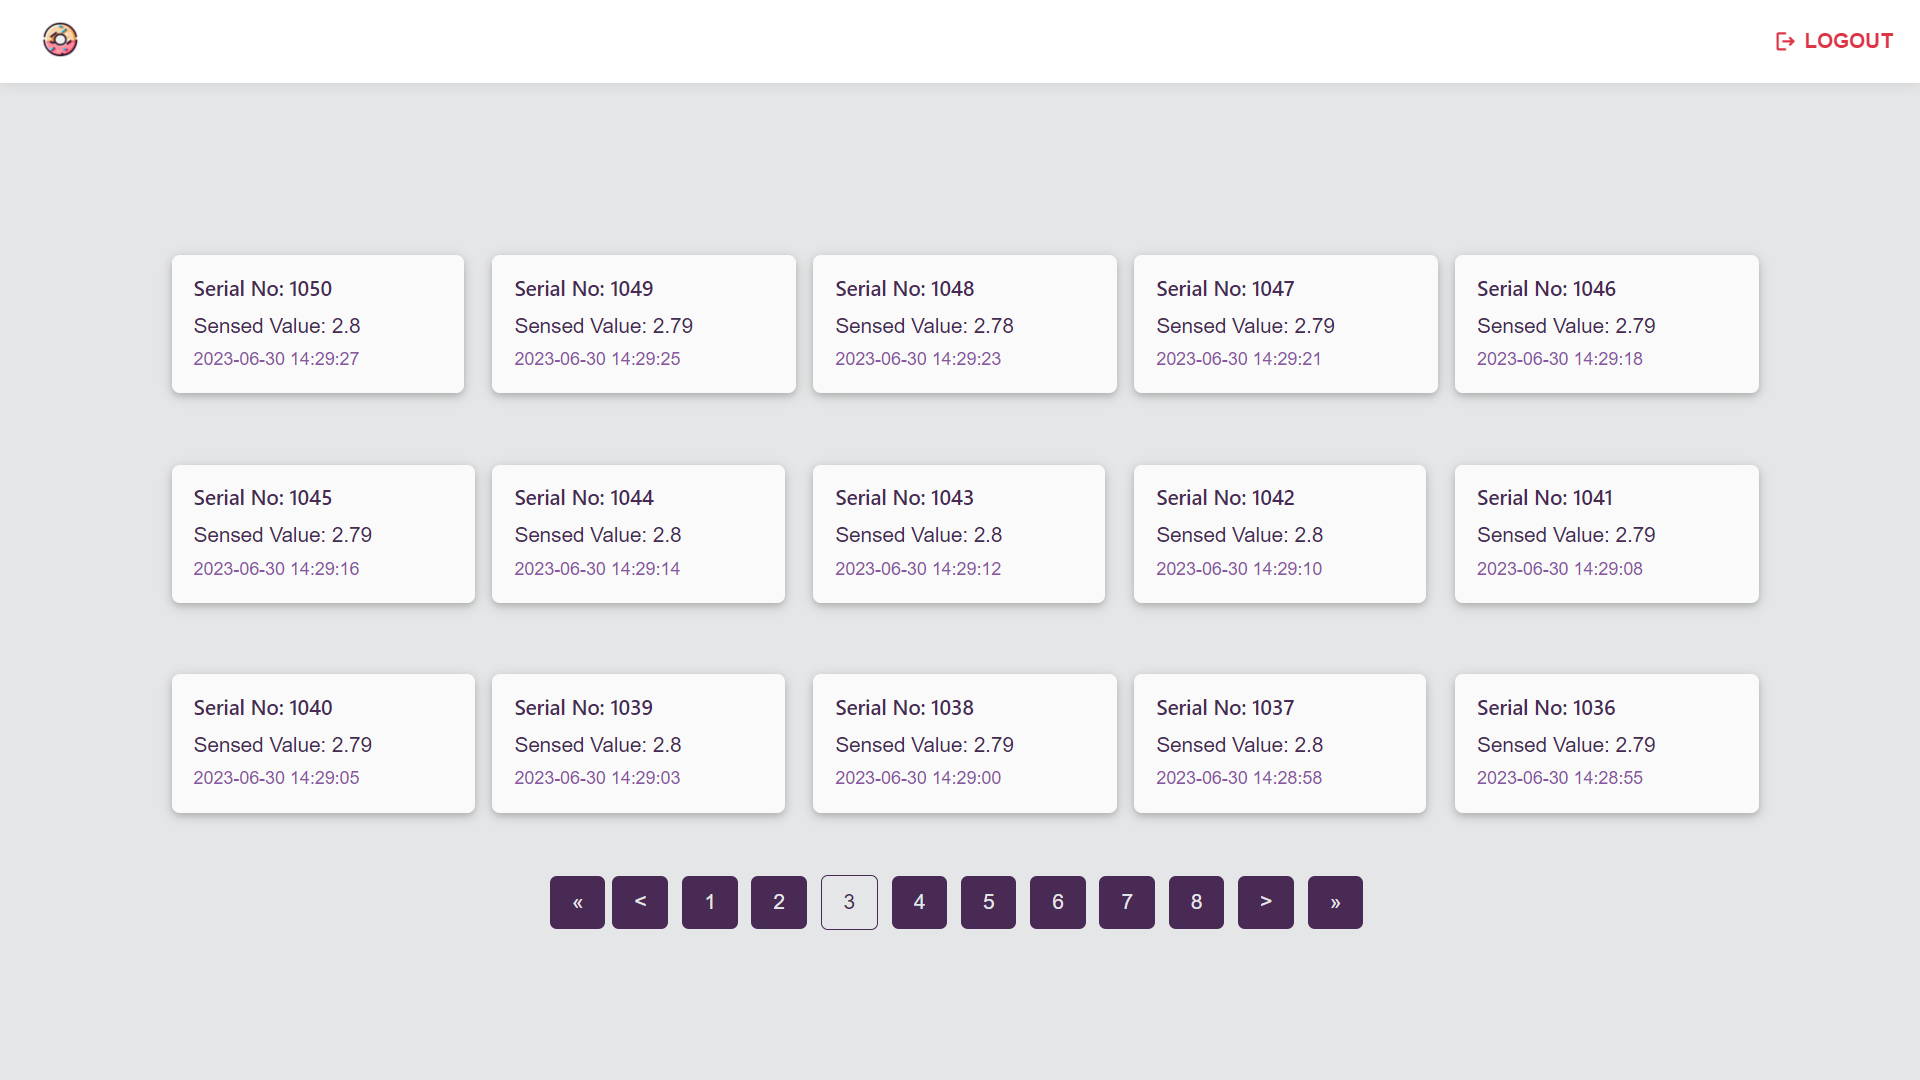 LOGOUT
Serial No: 1050
Sensed Value: 2.8
2023-06-30 14:29:27
Serial No: 1049
Sensed Value: 2.79
2023-06-30 14:29:25
Serial No: 1048
Sensed Value: 2.78
2023-06-30 14:29:23
Serial No: 1047
Sensed Value: 2.79
2023-06-30 14:29:21
Serial No: 1046
Sensed Value: 2.79
2023-06-30 14:29:18
Serial No: 1045
Sensed Value: 2.79
2023-06-30 14:29:16
Serial No: 1044
Sensed Value: 2.8
2023-06-30 14:29:14
Serial No: 1043
Sensed Value: 2.8
2023-06-30 14:29:12
Serial No: 1042
Sensed Value: 2.8
2023-06-30 14:29:10
Serial No: 1041
Sensed Value: 2.79
2023-06-30 14:29:08
Serial No: 1040
Sensed Value: 2.79
2023-06-30 14:29:05
Serial No: 1039
Sensed Value: 2.8
2023-06-30 14:29:03
Serial No: 1038
Sensed Value: 2.79
2023-06-30 14:29:00
Serial No: 1037
Sensed Value: 2.8
2023-06-30 14:28:58
Serial No: 1036
Sensed Value: 2.79
2023-06-30 14:28:55
« < 1 2 3 4 5 6 7 8 > »